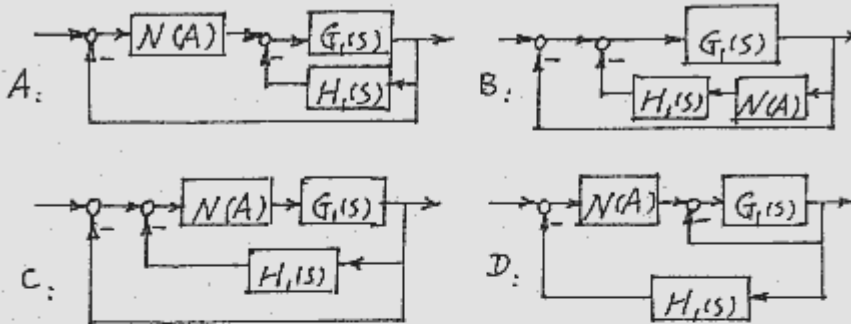 N(A) G₁(s)
H₁(s)
A:
G₁(s)
H₁(s) N(A)
B:
N(A) G₁(s)
H₁(s)
C:
N(A) G₁(s)
H₁(s)
D: